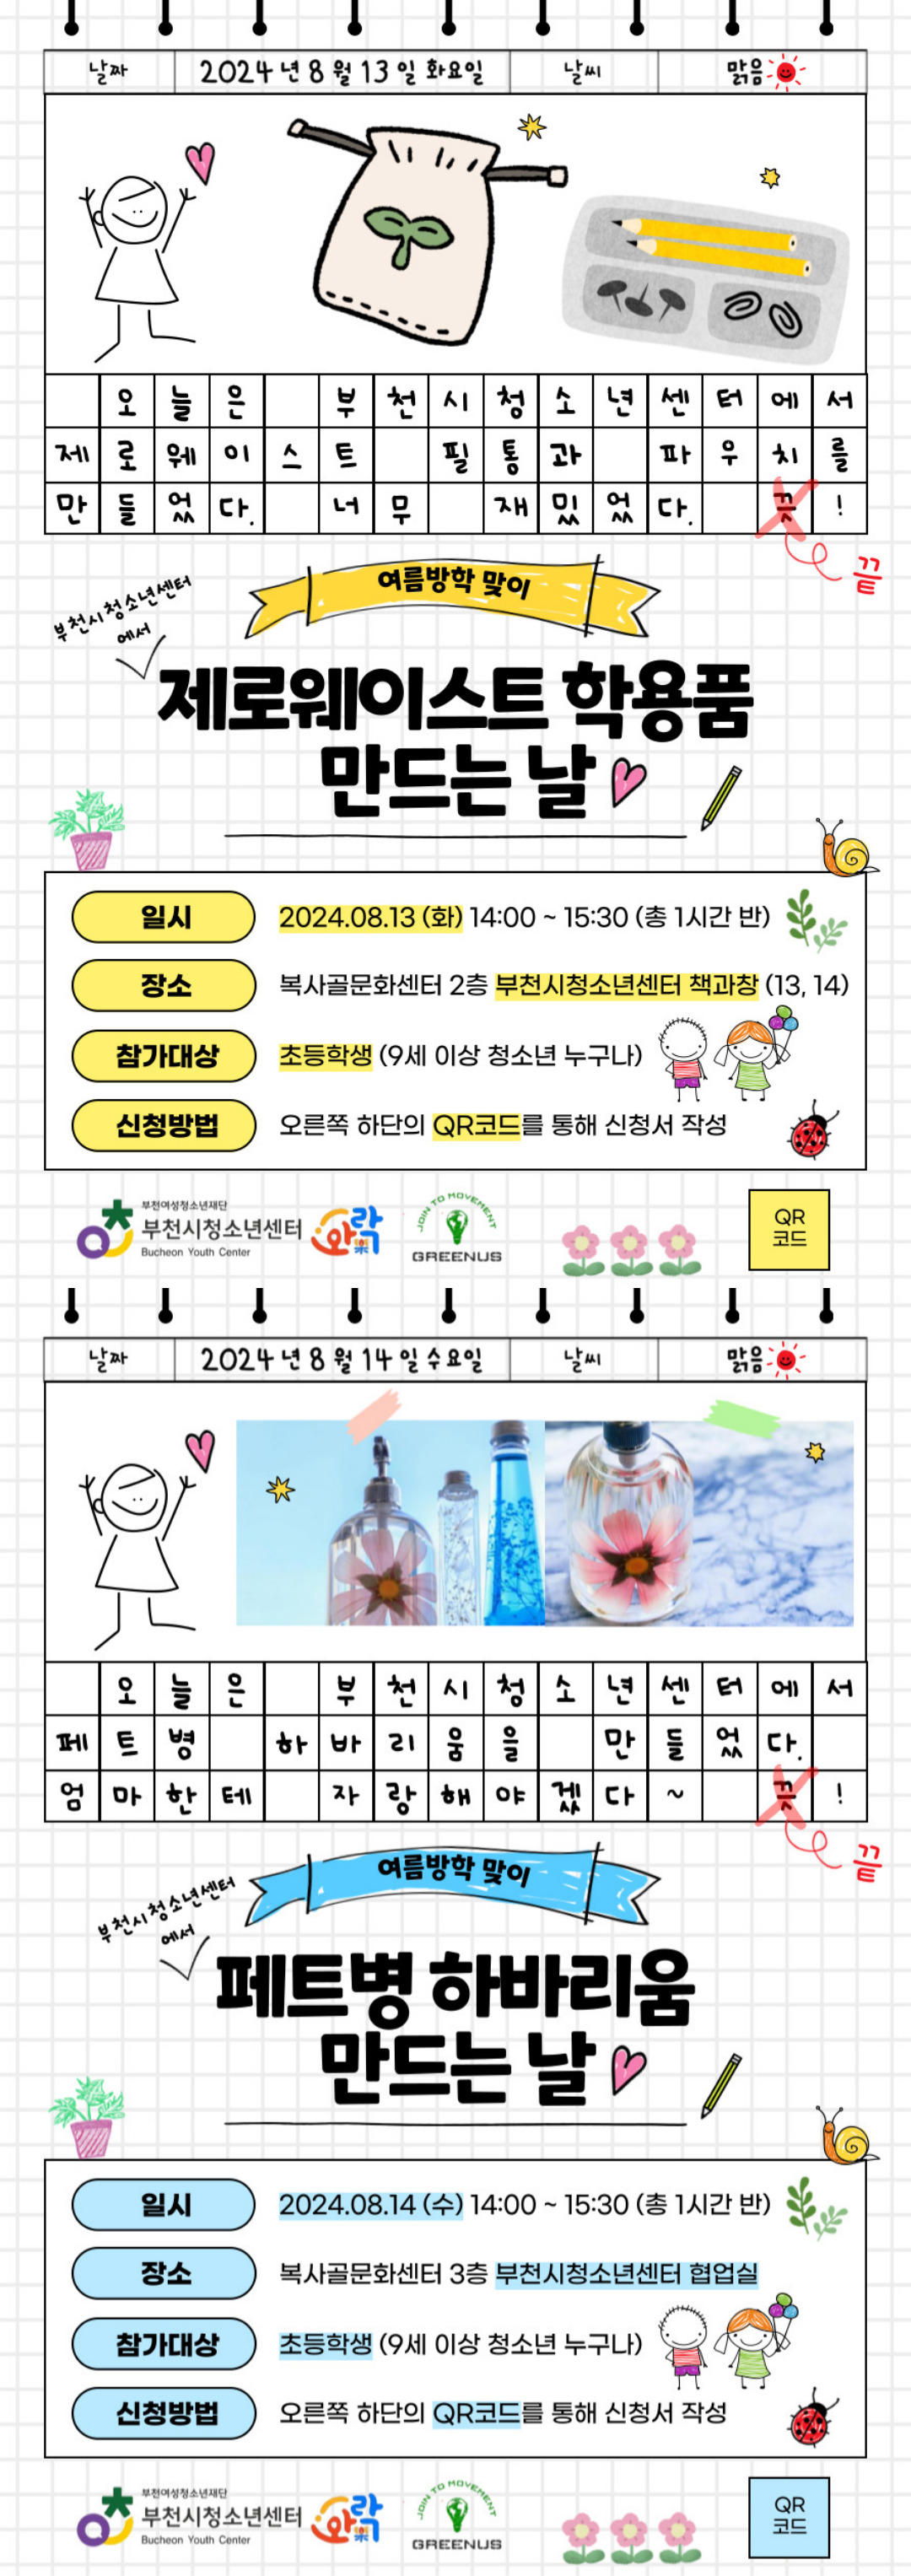 날짜 2024년 8월 13일 화요일 날씨 맑음
오늘은 부천시청소년센터에서
제로웨이스트 필통과 파우치를
만들었다. 너무 재밌었다. 꿏!
끝
여름방학 맞이
부천시청소년센터
에서
제로웨이스트 학용품
만드는 날
일시 2024.08.13 (화) 14:00 ~ 15:30 (총 1시간 반)
장소 복사골문화센터 2층 부천시청소년센터 책과창 (13, 14)
참가대상 초등학생 (9세 이상 청소년 누구나)
신청방법 오른쪽 하단의 QR코드를 통해 신청서 작성
부천여성청소년재단
부천시청소년센터
Bucheon Youth Center
와락
樂
JOIN TO MOVEMENT
GREENUS
QR
코드
날짜 2024년 8월 14일 수요일 날씨 맑음
오늘은 부천시청소년센터에서
페트병 하바리움을 만들었다.
엄마한테 자랑해야겠다~ 꿏!
끝
여름방학 맞이
부천시청소년센터
에서
페트병 하바리움
만드는 날
일시 2024.08.14 (수) 14:00 ~ 15:30 (총 1시간 반)
장소 복사골문화센터 3층 부천시청소년센터 협업실
참가대상 초등학생 (9세 이상 청소년 누구나)
신청방법 오른쪽 하단의 QR코드를 통해 신청서 작성
부천여성청소년재단
부천시청소년센터
Bucheon Youth Center
와락
樂
JOIN TO MOVEMENT
GREENUS
QR
코드